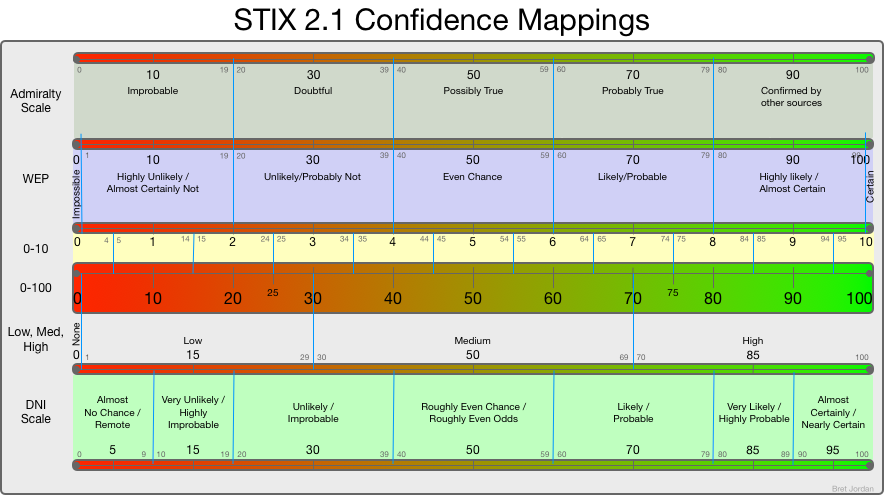 STIX 2.1 Confidence Mappings
Admiralty
Scale
0 10 19 20 30 39 40 50 59 60 70 79 80 90 100
Improbable Doubtful Possibly True Probably True Confirmed by
other sources
WEP
0 1 10 19 20 30 39 40 50 59 60 70 79 80 90 99 100
Impossible
Highly Unlikely / Unlikely/Probably Not Even Chance Likely/Probable Highly likely /
Almost Certainly Not Almost Certain
Certain
0-10
0 4 5 1 14 15 2 24 25 3 34 35 4 44 45 5 54 55 6 64 65 7 74 75 8 84 85 9 94 95 10
0-100
0 10 20 25 30 40 50 60 70 75 80 90 100
Low, Med,
High
None
Low Medium High
0 1 15 29 30 50 69 70 85 100
DNI
Scale
Almost Very Unlikely / Unlikely / Roughly Even Chance / Likely / Very Likely / Almost
No Chance / Highly Improbable Roughly Even Odds Probable Highly Probable Certainly /
Remote Improbable Nearly Certain
5 9 10 15 20 30 39 40 50 59 60 70 79 80 85 89 90 95 100
Bret Jordan